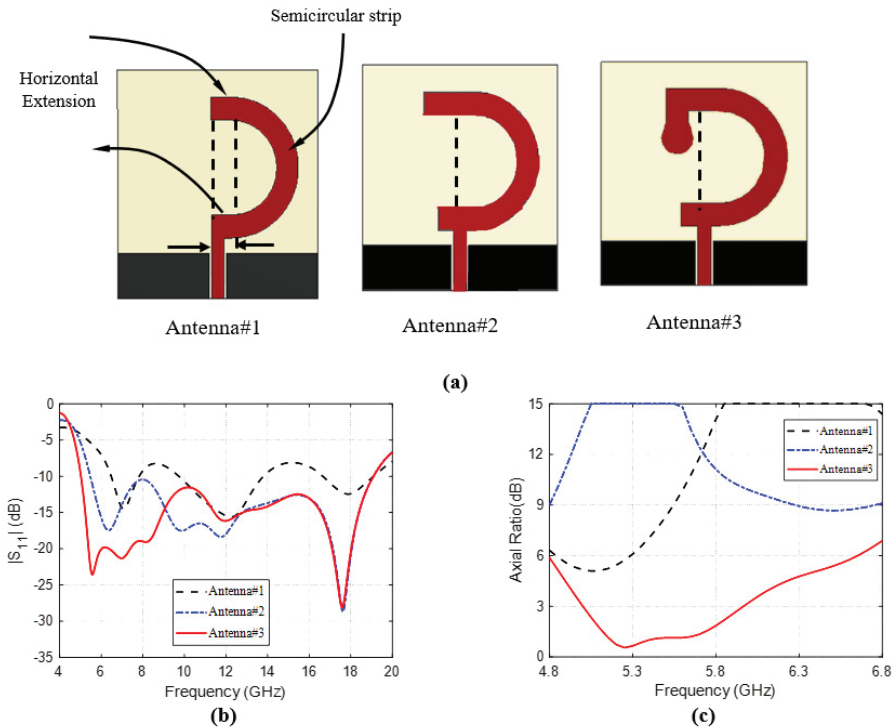 Semicircular strip
Horizontal
Extension
Antenna#1
Antenna#2
Antenna#3
(a)
0
-5
-10
-15
-20
-25
-30
-35
|S11| (dB)
Antenna#1
Antenna#2
Antenna#3
4 6 8 10 12 14 16 18 20
Frequency (GHz)
(b)
15
12
9
6
3
0
Axial Ratio(dB)
Antenna#1
Antenna#2
Antenna#3
4.8 5.3 5.8 6.3 6.8
Frequency (GHz)
(c)